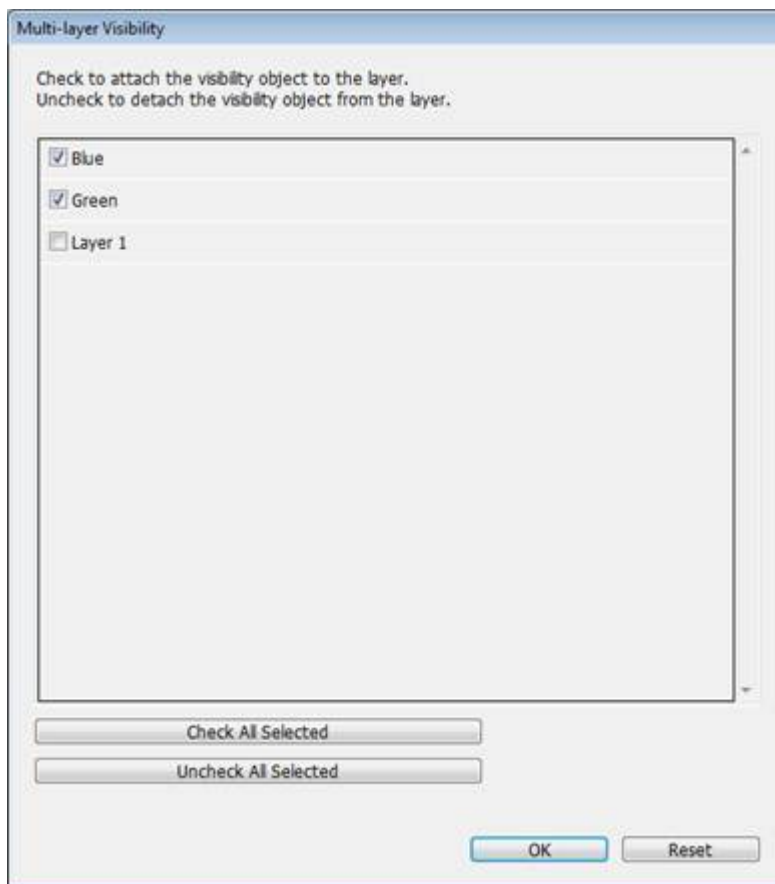 Multi-layer Visibility
Check to attach the visibility object to the layer.
Uncheck to detach the visibility object from the layer.
Blue
Green
Layer 1
Check All Selected
Uncheck All Selected
OK
Reset